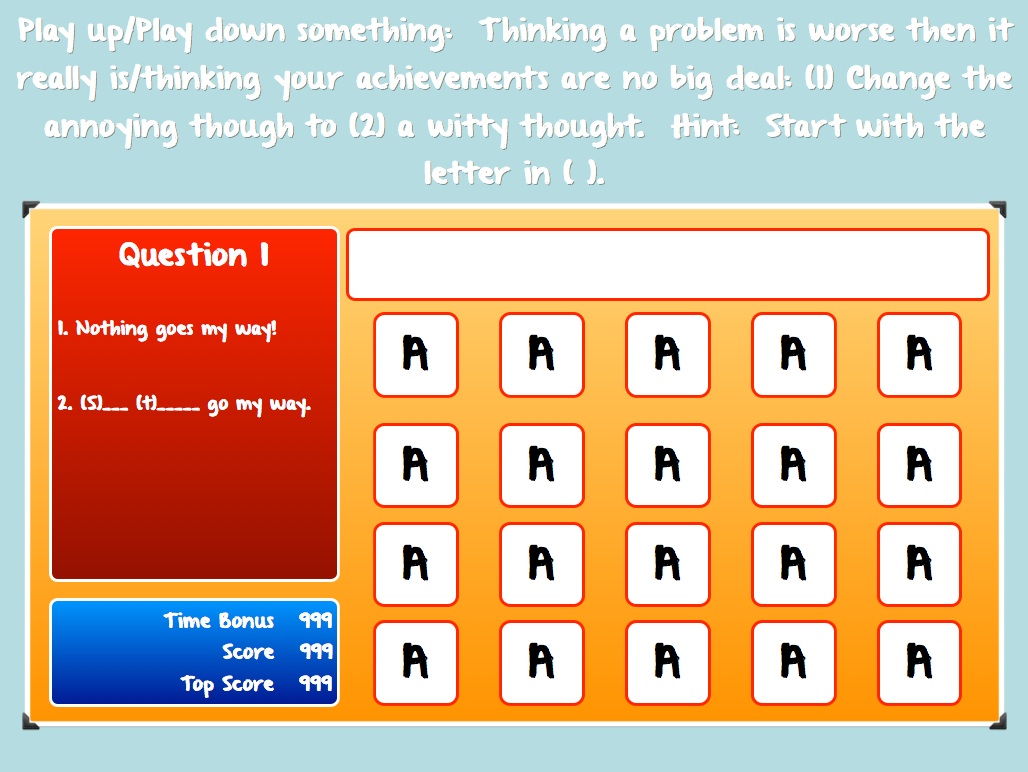 Play up/Play down something: Thinking a problem is worse then it
really is/thinking your achievements are no big deal: (1) Change the
annoying though to (2) a witty thought. Hint: Start with the
letter in ( ).
Question 1
1. Nothing goes my way!
2. (S)___ (t)_____ go my way.
A A A A A
A A A A A
A A A A A
A A A A A
Time Bonus 999
Score 999
Top Score 999